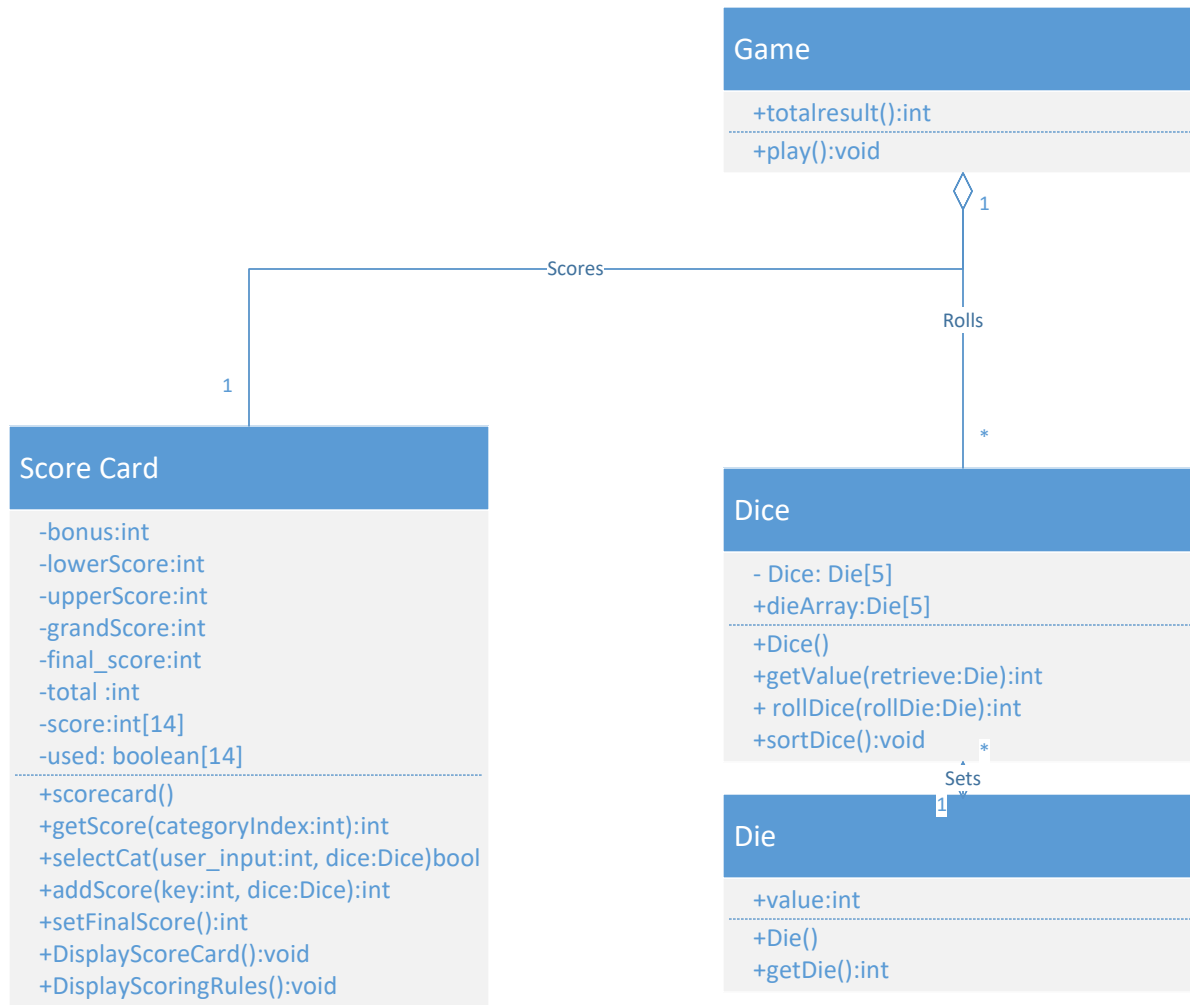 Game
+totalresult():int
+play():void
1
Scores
Rolls
1
*
Score Card
-bonus:int
-lowerScore:int
-upperScore:int
-grandScore:int
-final_score:int
-total :int
-score:int[14]
-used: boolean[14]
+scorecard()
+getScore(categoryIndex:int):int
+selectCat(user_input:int, dice:Dice)bool
+addScore(key:int, dice:Dice):int
+setFinalScore():int
+DisplayScoreCard():void
+DisplayScoringRules():void
Dice
- Dice: Die[5]
+dieArray:Die[5]
+Dice()
+getValue(retrieve:Die):int
+ rollDice(rollDie:Die):int
+sortDice():void
*
Sets
1
Die
+value:int
+Die()
+getDie():int